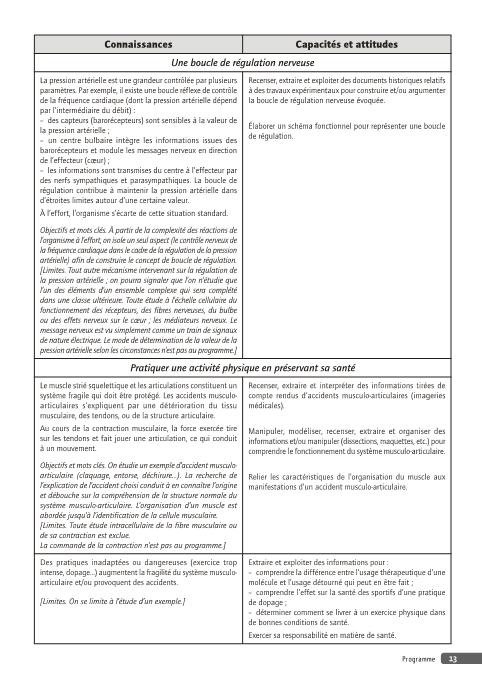 Connaissances
Capacités et attitudes
Une boucle de régulation nerveuse
La pression artérielle est une grandeur contrôlée par plusieurs
paramètres. Par exemple, il existe une boucle réflexe de contrôle
de la fréquence cardiaque (dont la pression artérielle dépend
par l'intermédiaire du débit) :
– des capteurs (barorécepteurs) sont sensibles à la valeur de
la pression artérielle ;
– un centre bulbaire intègre les informations issues des
barorécepteurs et module les messages nerveux en direction
de l'effecteur (cœur) ;
– les informations sont transmises du centre à l'effecteur par
des nerfs sympathiques et parasympathiques. La boucle de
régulation contribue à maintenir la pression artérielle dans
d'étroites limites autour d'une certaine valeur.
À l'effort, l'organisme s'écarte de cette situation standard.
Objectifs et mots clés. À partir de la complexité des réactions de
l'organisme à l'effort, on isole un seul aspect (le contrôle nerveux de
la fréquence cardiaque dans le cadre de la régulation de la pression
artérielle) afin de construire le concept de boucle de régulation.
[Limites. Tout autre mécanisme intervenant sur la régulation de
la pression artérielle ; on pourra signaler que l'on n'étudie que
l'un des éléments d'un ensemble complexe qui sera complété
dans une classe ultérieure. Toute étude à l'échelle cellulaire du
fonctionnement des récepteurs, des fibres nerveuses, du bulbe
ou des effets nerveux sur le cœur ; les médiateurs nerveux. Le
message nerveux est vu simplement comme un train de signaux
de nature électrique. Le mode de détermination de la valeur de la
pression artérielle selon les circonstances n'est pas au programme.]
Recenser, extraire et exploiter des documents historiques relatifs
à des travaux expérimentaux pour construire et/ou argumenter
la boucle de régulation nerveuse évoquée.
Élaborer un schéma fonctionnel pour représenter une boucle
de régulation.
Pratiquer une activité physique en préservant sa santé
Le muscle strié squelettique et les articulations constituent un
système fragile qui doit être protégé. Les accidents musculo-
articulaires s'expliquent par une détérioration du tissu
musculaire, des tendons, ou de la structure articulaire.
Au cours de la contraction musculaire, la force exercée tire
sur les tendons et fait jouer une articulation, ce qui conduit
à un mouvement.
Objectifs et mots clés. On étudie un exemple d'accident musculo-
articulaire (claquage, entorse, déchirure...). La recherche de
l'explication de l'accident choisi conduit à en connaître l'origine
et débouche sur la compréhension de la structure normale du
système musculo-articulaire. L'organisation d'un muscle est
abordée jusqu'à l'identification de la cellule musculaire.
[Limites. Toute étude intracellulaire de la fibre musculaire ou
de sa contraction est exclue.
La commande de la contraction n'est pas au programme.]
Recenser, extraire et interpréter des informations tirées de
compte rendus d'accidents musculo-articulaires (imageries
médicales).
Manipuler, modéliser, recenser, extraire et organiser des
informations et/ou manipuler (dissections, maquettes, etc.) pour
comprendre le fonctionnement du système musculo-articulaire.
Relier les caractéristiques de l'organisation du muscle aux
manifestations d'un accident musculo-articulaire.
Des pratiques inadaptées ou dangereuses (exercice trop
intense, dopage...) augmentent la fragilité du système musculo-
articulaire et/ou provoquent des accidents.
[Limites. On se limite à l'étude d'un exemple.]
Extraire et exploiter des informations pour :
– comprendre la différence entre l'usage thérapeutique d'une
molécule et l'usage détourné qui peut en être fait ;
– comprendre l'effet sur la santé des sportifs d'une pratique
de dopage ;
– déterminer comment se livrer à un exercice physique dans
de bonnes conditions de santé.
Exercer sa responsabilité en matière de santé.
Programme 13